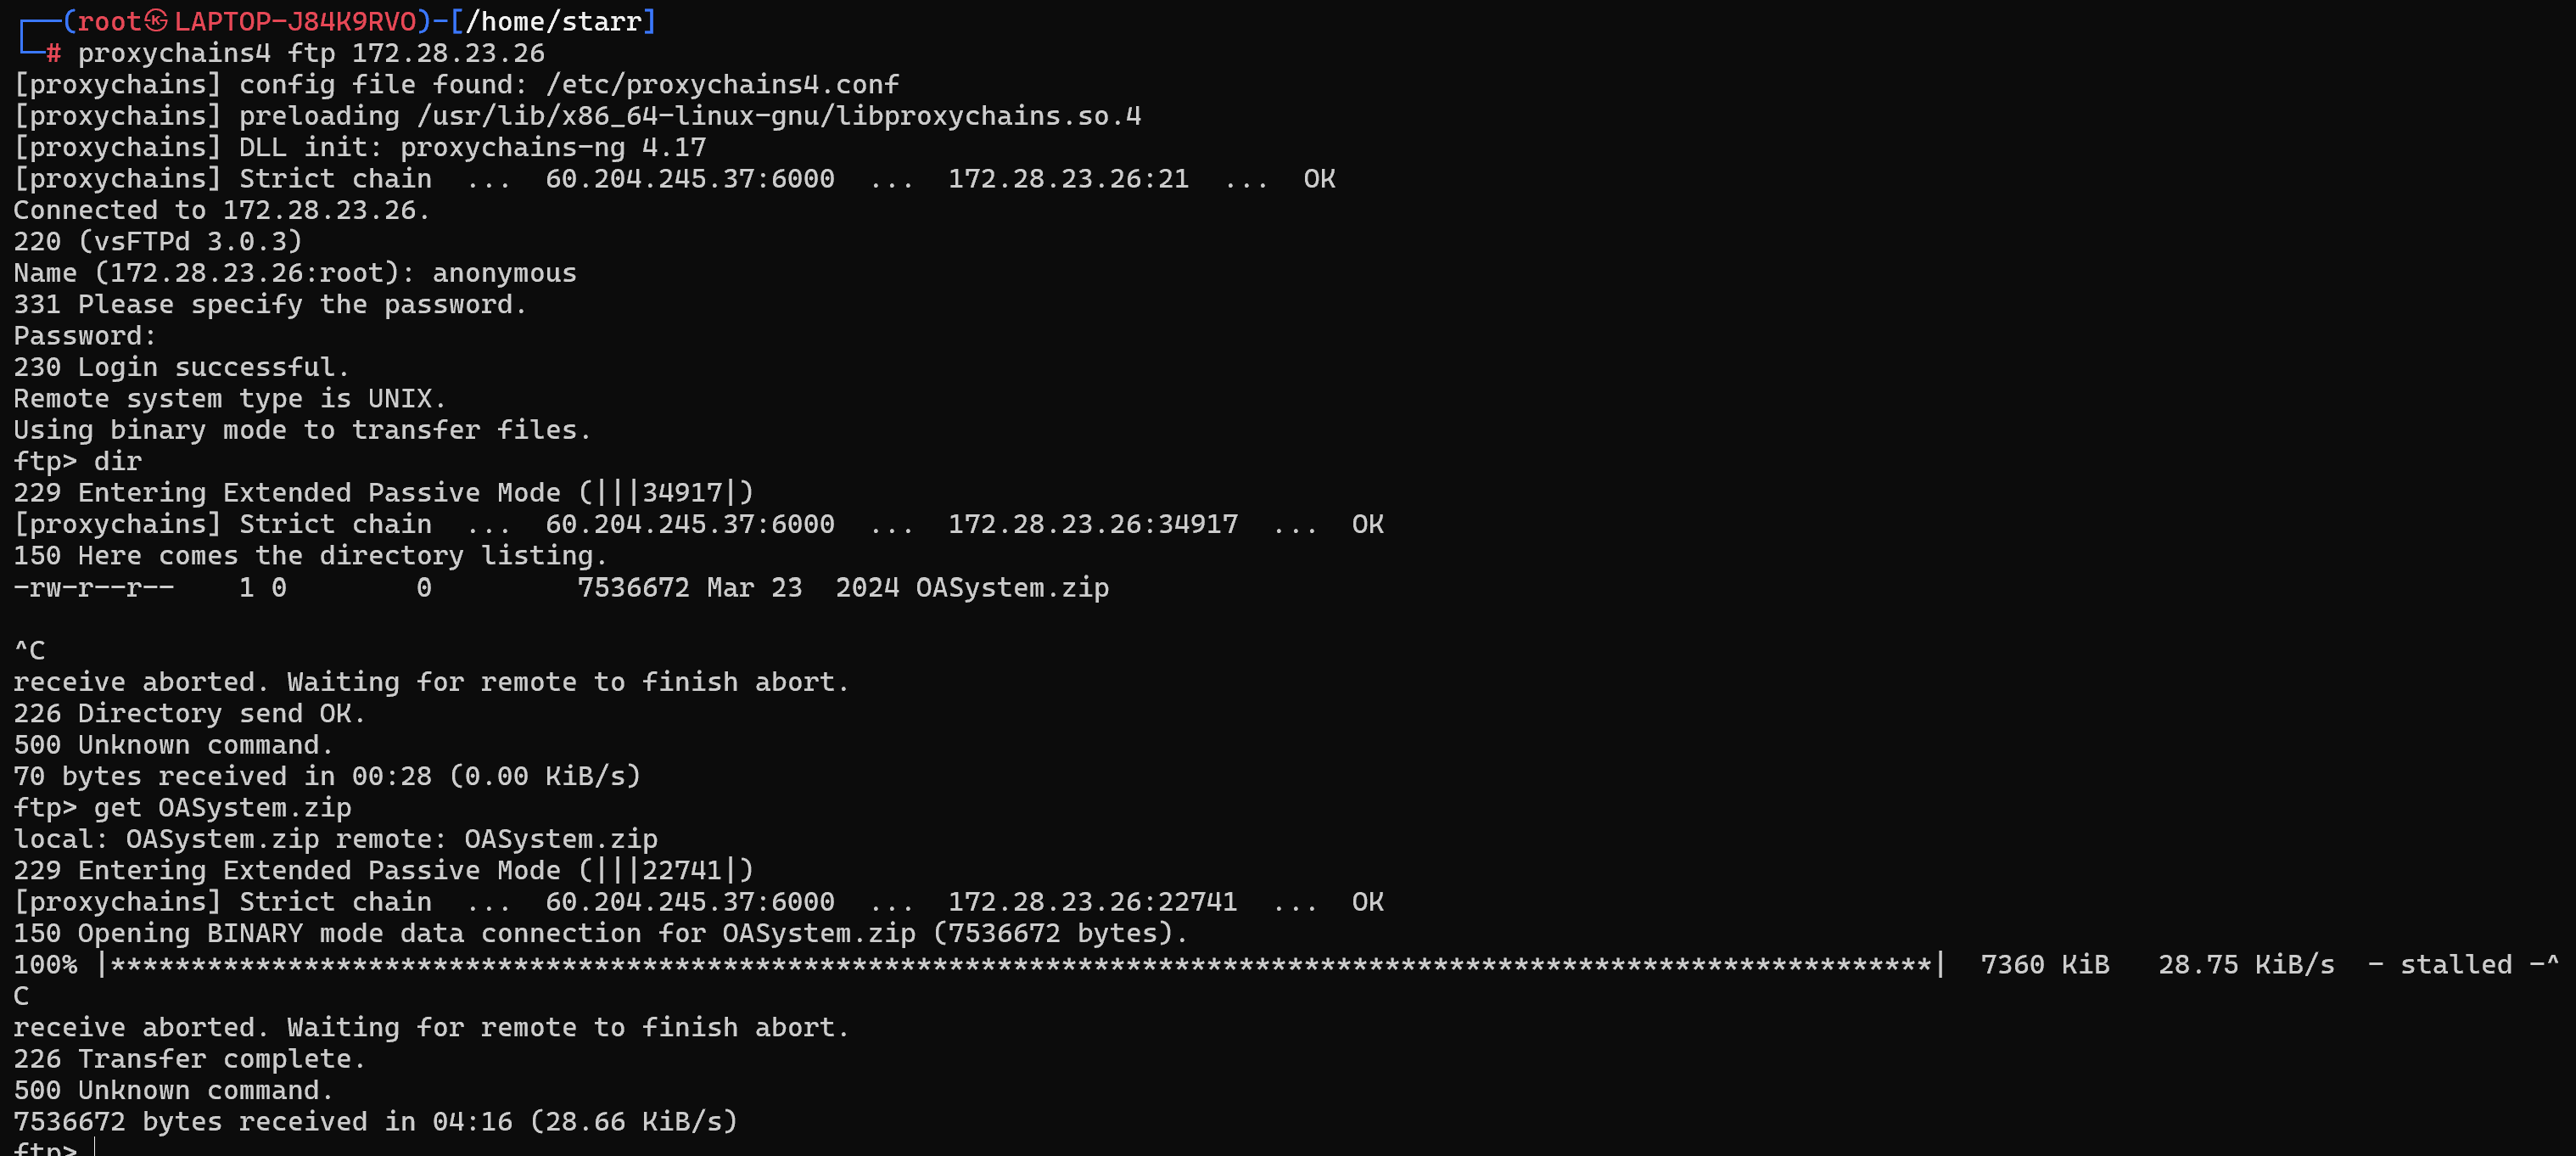 ┌──(root㉿LAPTOP-J84K9RVO)-[/home/starr]
└─# proxychains4 ftp 172.28.23.26
[proxychains] config file found: /etc/proxychains4.conf
[proxychains] preloading /usr/lib/x86_64-linux-gnu/libproxychains.so.4
[proxychains] DLL init: proxychains-ng 4.17
[proxychains] Strict chain  ...  60.204.245.37:6000  ...  172.28.23.26:21  ...  OK
Connected to 172.28.23.26.
220 (vsFTPd 3.0.3)
Name (172.28.23.26:root): anonymous
331 Please specify the password.
Password:
230 Login successful.
Remote system type is UNIX.
Using binary mode to transfer files.
ftp> dir
229 Entering Extended Passive Mode (|||34917|)
[proxychains] Strict chain  ...  60.204.245.37:6000  ...  172.28.23.26:34917  ...  OK
150 Here comes the directory listing.
-rw-r--r--    1 0        0         7536672 Mar 23  2024 OASystem.zip
^C
receive aborted. Waiting for remote to finish abort.
226 Directory send OK.
500 Unknown command.
70 bytes received in 00:28 (0.00 KiB/s)
ftp> get OASystem.zip
local: OASystem.zip remote: OASystem.zip
229 Entering Extended Passive Mode (|||22741|)
[proxychains] Strict chain  ...  60.204.245.37:6000  ...  172.28.23.26:22741  ...  OK
150 Opening BINARY mode data connection for OASystem.zip (7536672 bytes).
100% |*****************************************************************************************************************|  7360 KiB   28.75 KiB/s  - stalled -^
C
receive aborted. Waiting for remote to finish abort.
226 Transfer complete.
500 Unknown command.
7536672 bytes received in 04:16 (28.66 KiB/s)
ftp>